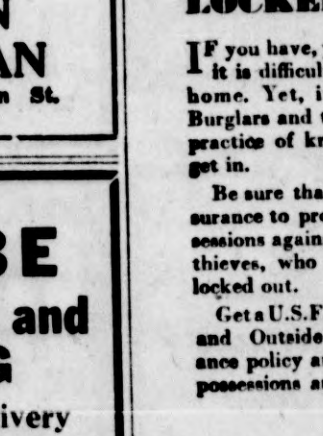 N
AN
n St.
BE
and
G
ivery
LOCKE
IF you have,
it is difficul
home. Yet, i
Burglars and t
practice of kn
get in.
Be sure tha
surance to pro
sessions again
thieves, who
locked out.
Get a U.S.F
and Outside
ance policy a
possessions a